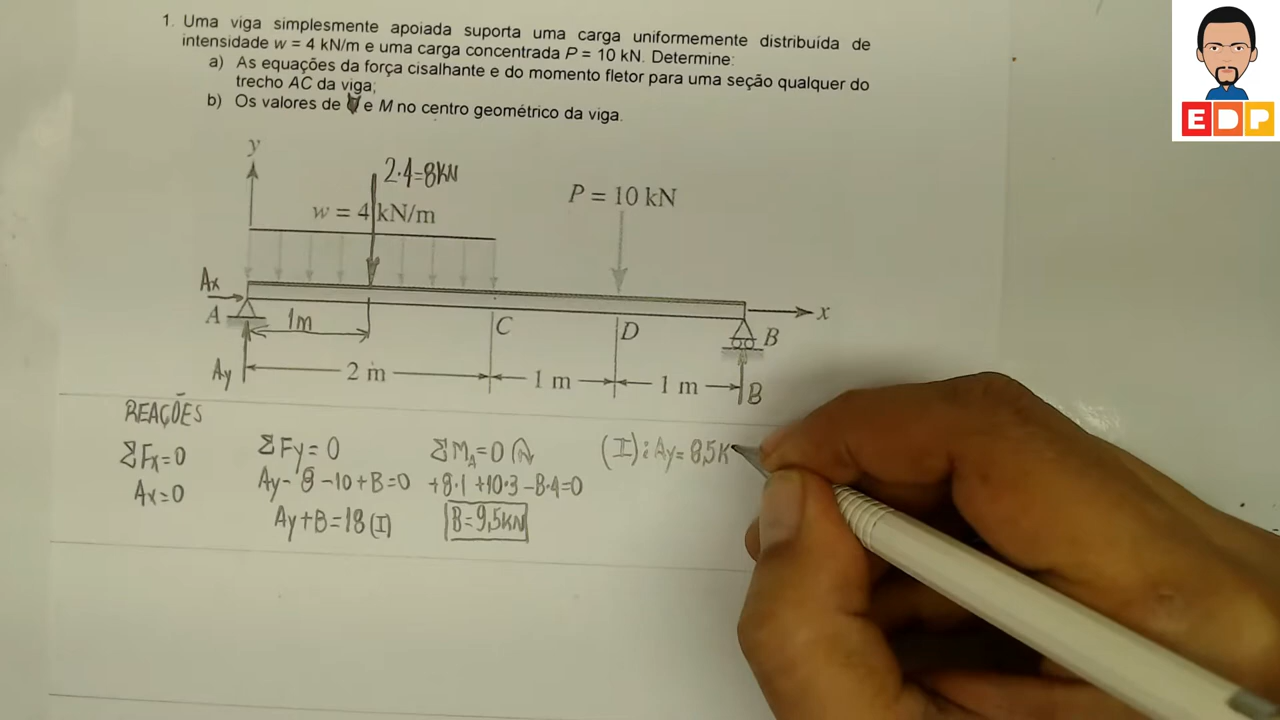 1. Uma viga simplesmente apoiada suporta uma carga uniformemente distribuída de
intensidade w = 4 kN/m e uma carga concentrada P = 10 kN. Determine:
a) As equações da força cisalhante e do momento fletor para uma seção qualquer do
trecho AC da viga;
b) Os valores de V e M no centro geométrico da viga.
EDP
y
2·4=8KN
P = 10 kN
w = 4 kN/m
Ax
x
A
1m
C
D
B
Ay
2 m
1 m
1 m
B
REAÇÕES
ΣFx=0
Ax=0
ΣFy=0
Ay-8-10+B=0
Ay+B=18(I)
ΣM_A=0
+8·1+10·3-B·4=0
B=9,5KN
(I): Ay=8,5K